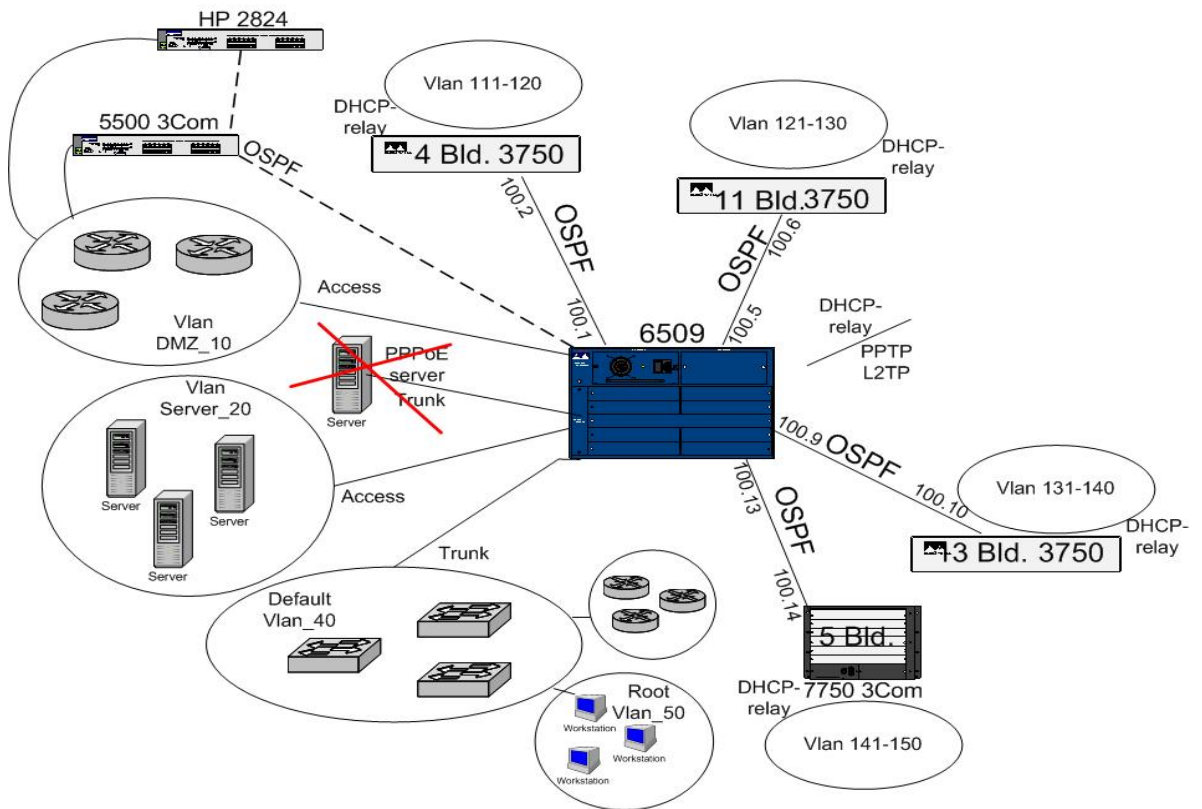 HP 2824
5500 3Com
OSPF
Vlan 111-120
DHCP-
relay
4 Bld. 3750
100.2
OSPF
100.1
Vlan 121-130
DHCP-
relay
11 Bld. 3750
100.6
OSPF
100.5
Access
Vlan
DMZ_10
PPPoE
server
Trunk
Server
6509
DHCP-
relay
PPTP
L2TP
Vlan
Server_20
Server
Server
Server
Access
100.9
OSPF
100.10
Vlan 131-140
DHCP-
relay
13 Bld. 3750
100.13
OSPF
100.14
Trunk
Default
Vlan_40
Root
Vlan_50
Workstation
Workstation
Workstation
5 Bld.
7750 3Com
DHCP-
relay
Vlan 141-150